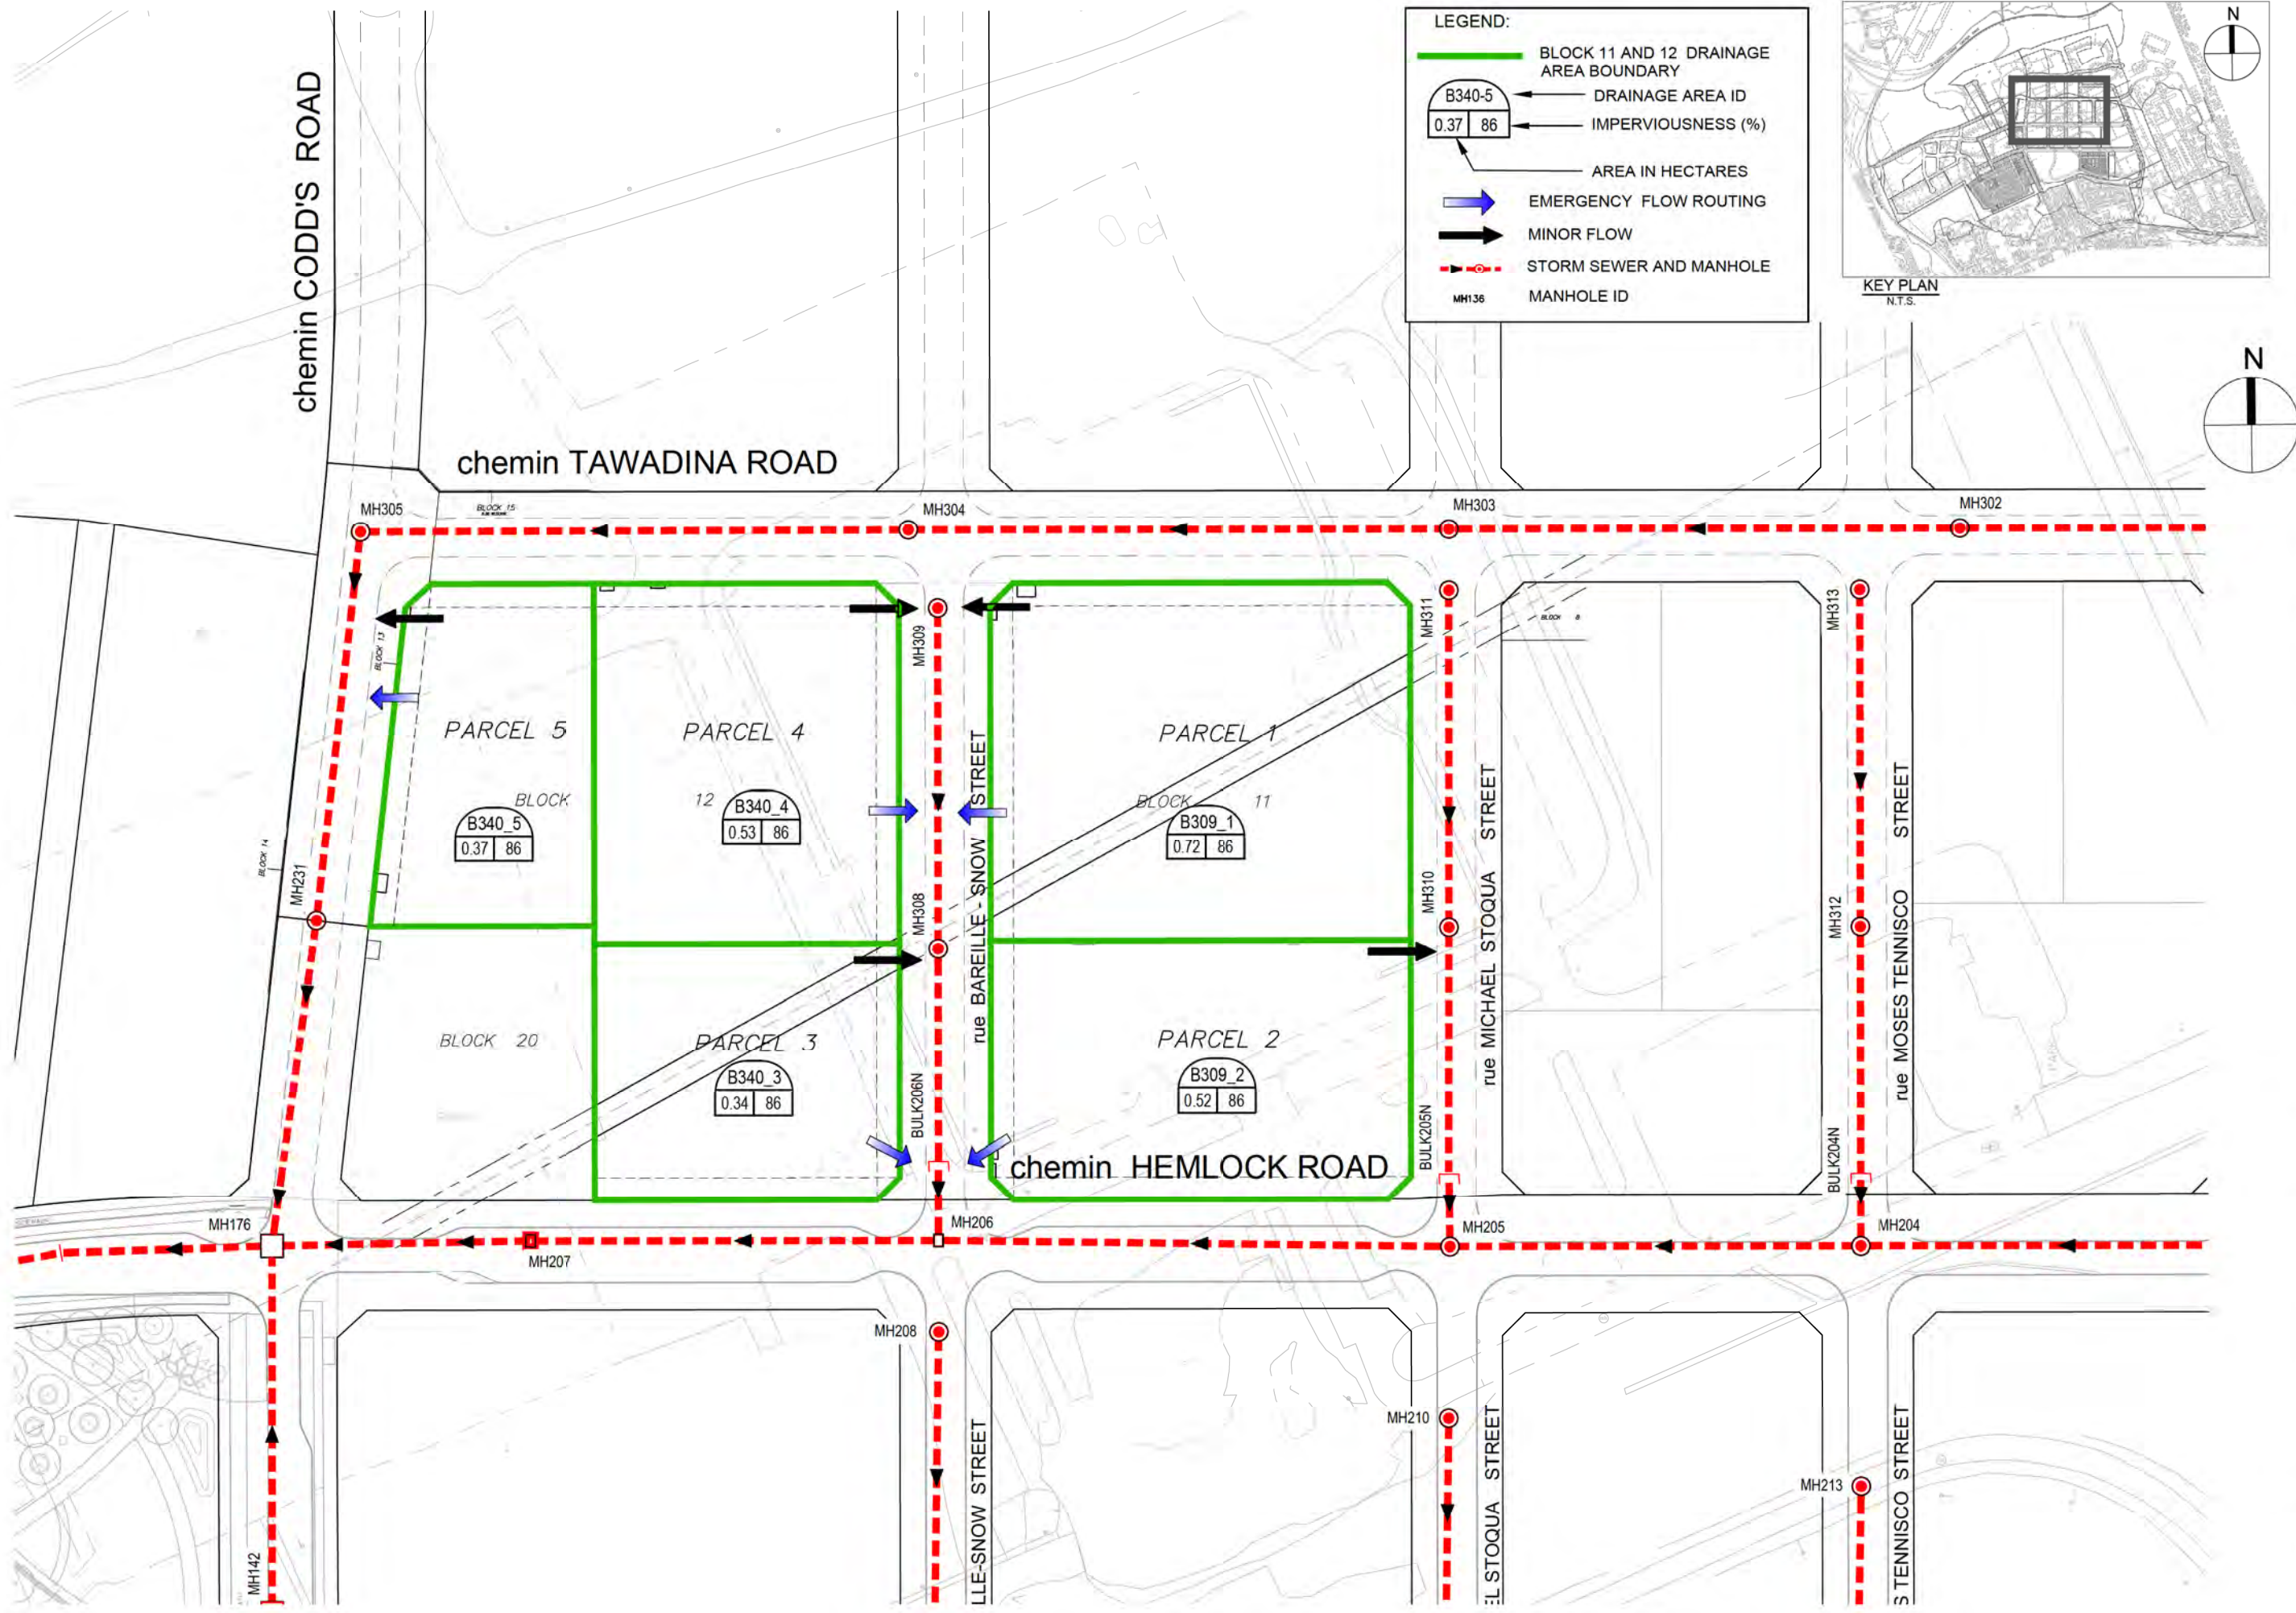 LEGEND:
BLOCK 11 AND 12 DRAINAGE
AREA BOUNDARY
B340-5
DRAINAGE AREA ID
0.37 86
IMPERVIOUSNESS (%)
AREA IN HECTARES
EMERGENCY FLOW ROUTING
MINOR FLOW
STORM SEWER AND MANHOLE
MH136
MANHOLE ID
N
KEY PLAN
N.T.S.
N
chemin CODD'S ROAD
chemin TAWADINA ROAD
MH305
BLOCK 15
MH304
MH303
MH302
MH309
MH311
MH313
BLOCK 8
BLOCK 13
PARCEL 5
PARCEL 4
PARCEL 1
BLOCK
12
BLOCK
11
B340_5
0.37 86
B340_4
0.53 86
B309_1
0.72 86
rue BAREILLE - SNOW STREET
rue MICHAEL STOQUA STREET
rue MOSES TENNISCO STREET
BLOCK 14
MH231
MH308
MH310
MH312
BLOCK 20
PARCEL 3
PARCEL 2
B340_3
0.34 86
B309_2
0.52 86
BULK206N
BULK205N
BULK204N
chemin HEMLOCK ROAD
MH176
MH206
MH205
MH204
MH207
MH208
MH210
MH213
MH142
LLE-SNOW STREET
EL STOQUA STREET
S TENNISCO STREET